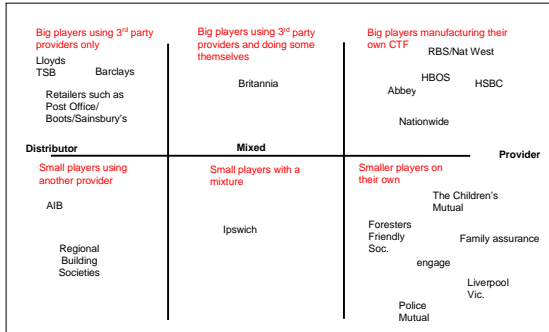 Big players using 3rd party
providers only
Lloyds
TSB
Barclays
Retailers such as
Post Office/
Boots/Sainsbury's
Big players using 3rd party
providers and doing some
themselves
Britannia
Big players manufacturing their
own CTF
RBS/Nat West
HBOS
HSBC
Abbey
Nationwide
Distributor
Mixed
Provider
Small players using
another provider
AIB
Regional
Building
Societies
Small players with a
mixture
Ipswich
Smaller players on
their own
The Children's
Mutual
Foresters
Friendly
Soc.
Family assurance
engage
Liverpool
Vic.
Police
Mutual